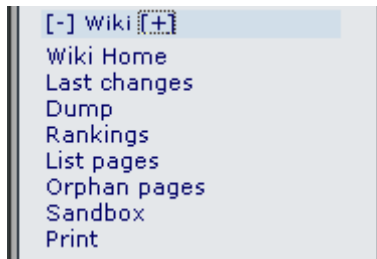 [-] Wiki [+]
Wiki Home
Last changes
Dump
Rankings
List pages
Orphan pages
Sandbox
Print